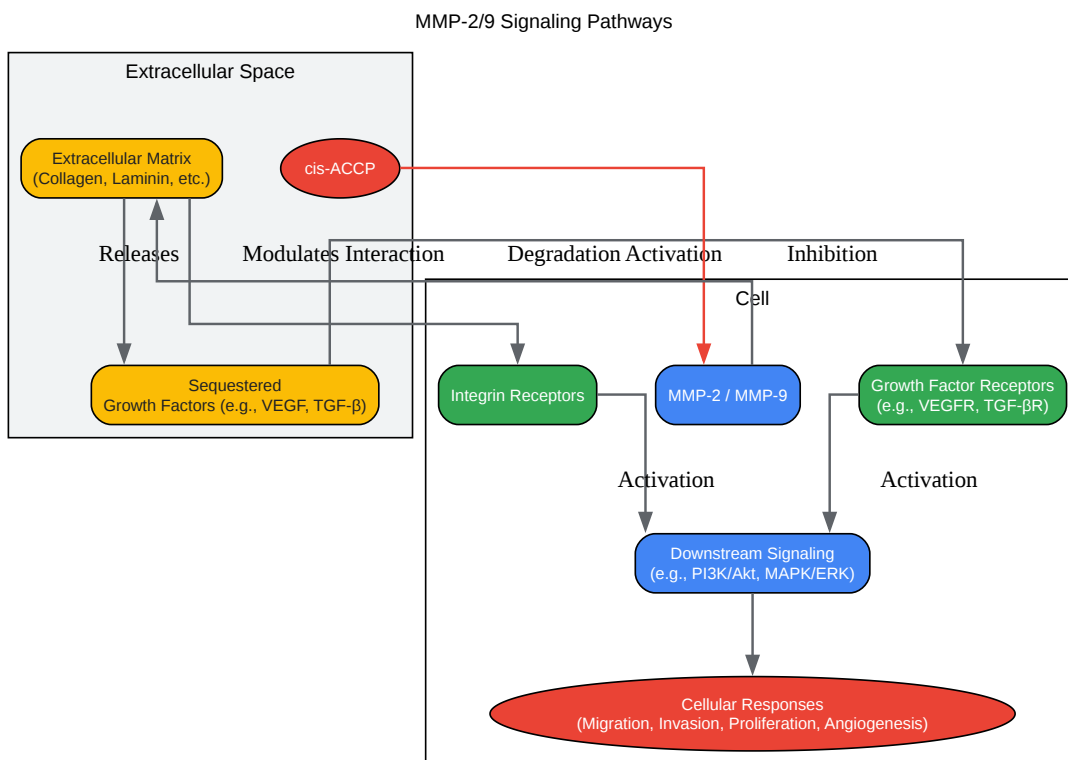 MMP-2/9 Signaling Pathways
Extracellular Space
Extracellular Matrix
(Collagen, Laminin, etc.)
cis-ACCP
Releases
Modulates Interaction
Degradation
Activation
Inhibition
Cell
Sequestered
Growth Factors (e.g., VEGF, TGF-β)
Integrin Receptors
MMP-2 / MMP-9
Growth Factor Receptors
(e.g., VEGFR, TGF-βR)
Activation
Activation
Downstream Signaling
(e.g., PI3K/Akt, MAPK/ERK)
Cellular Responses
(Migration, Invasion, Proliferation, Angiogenesis)